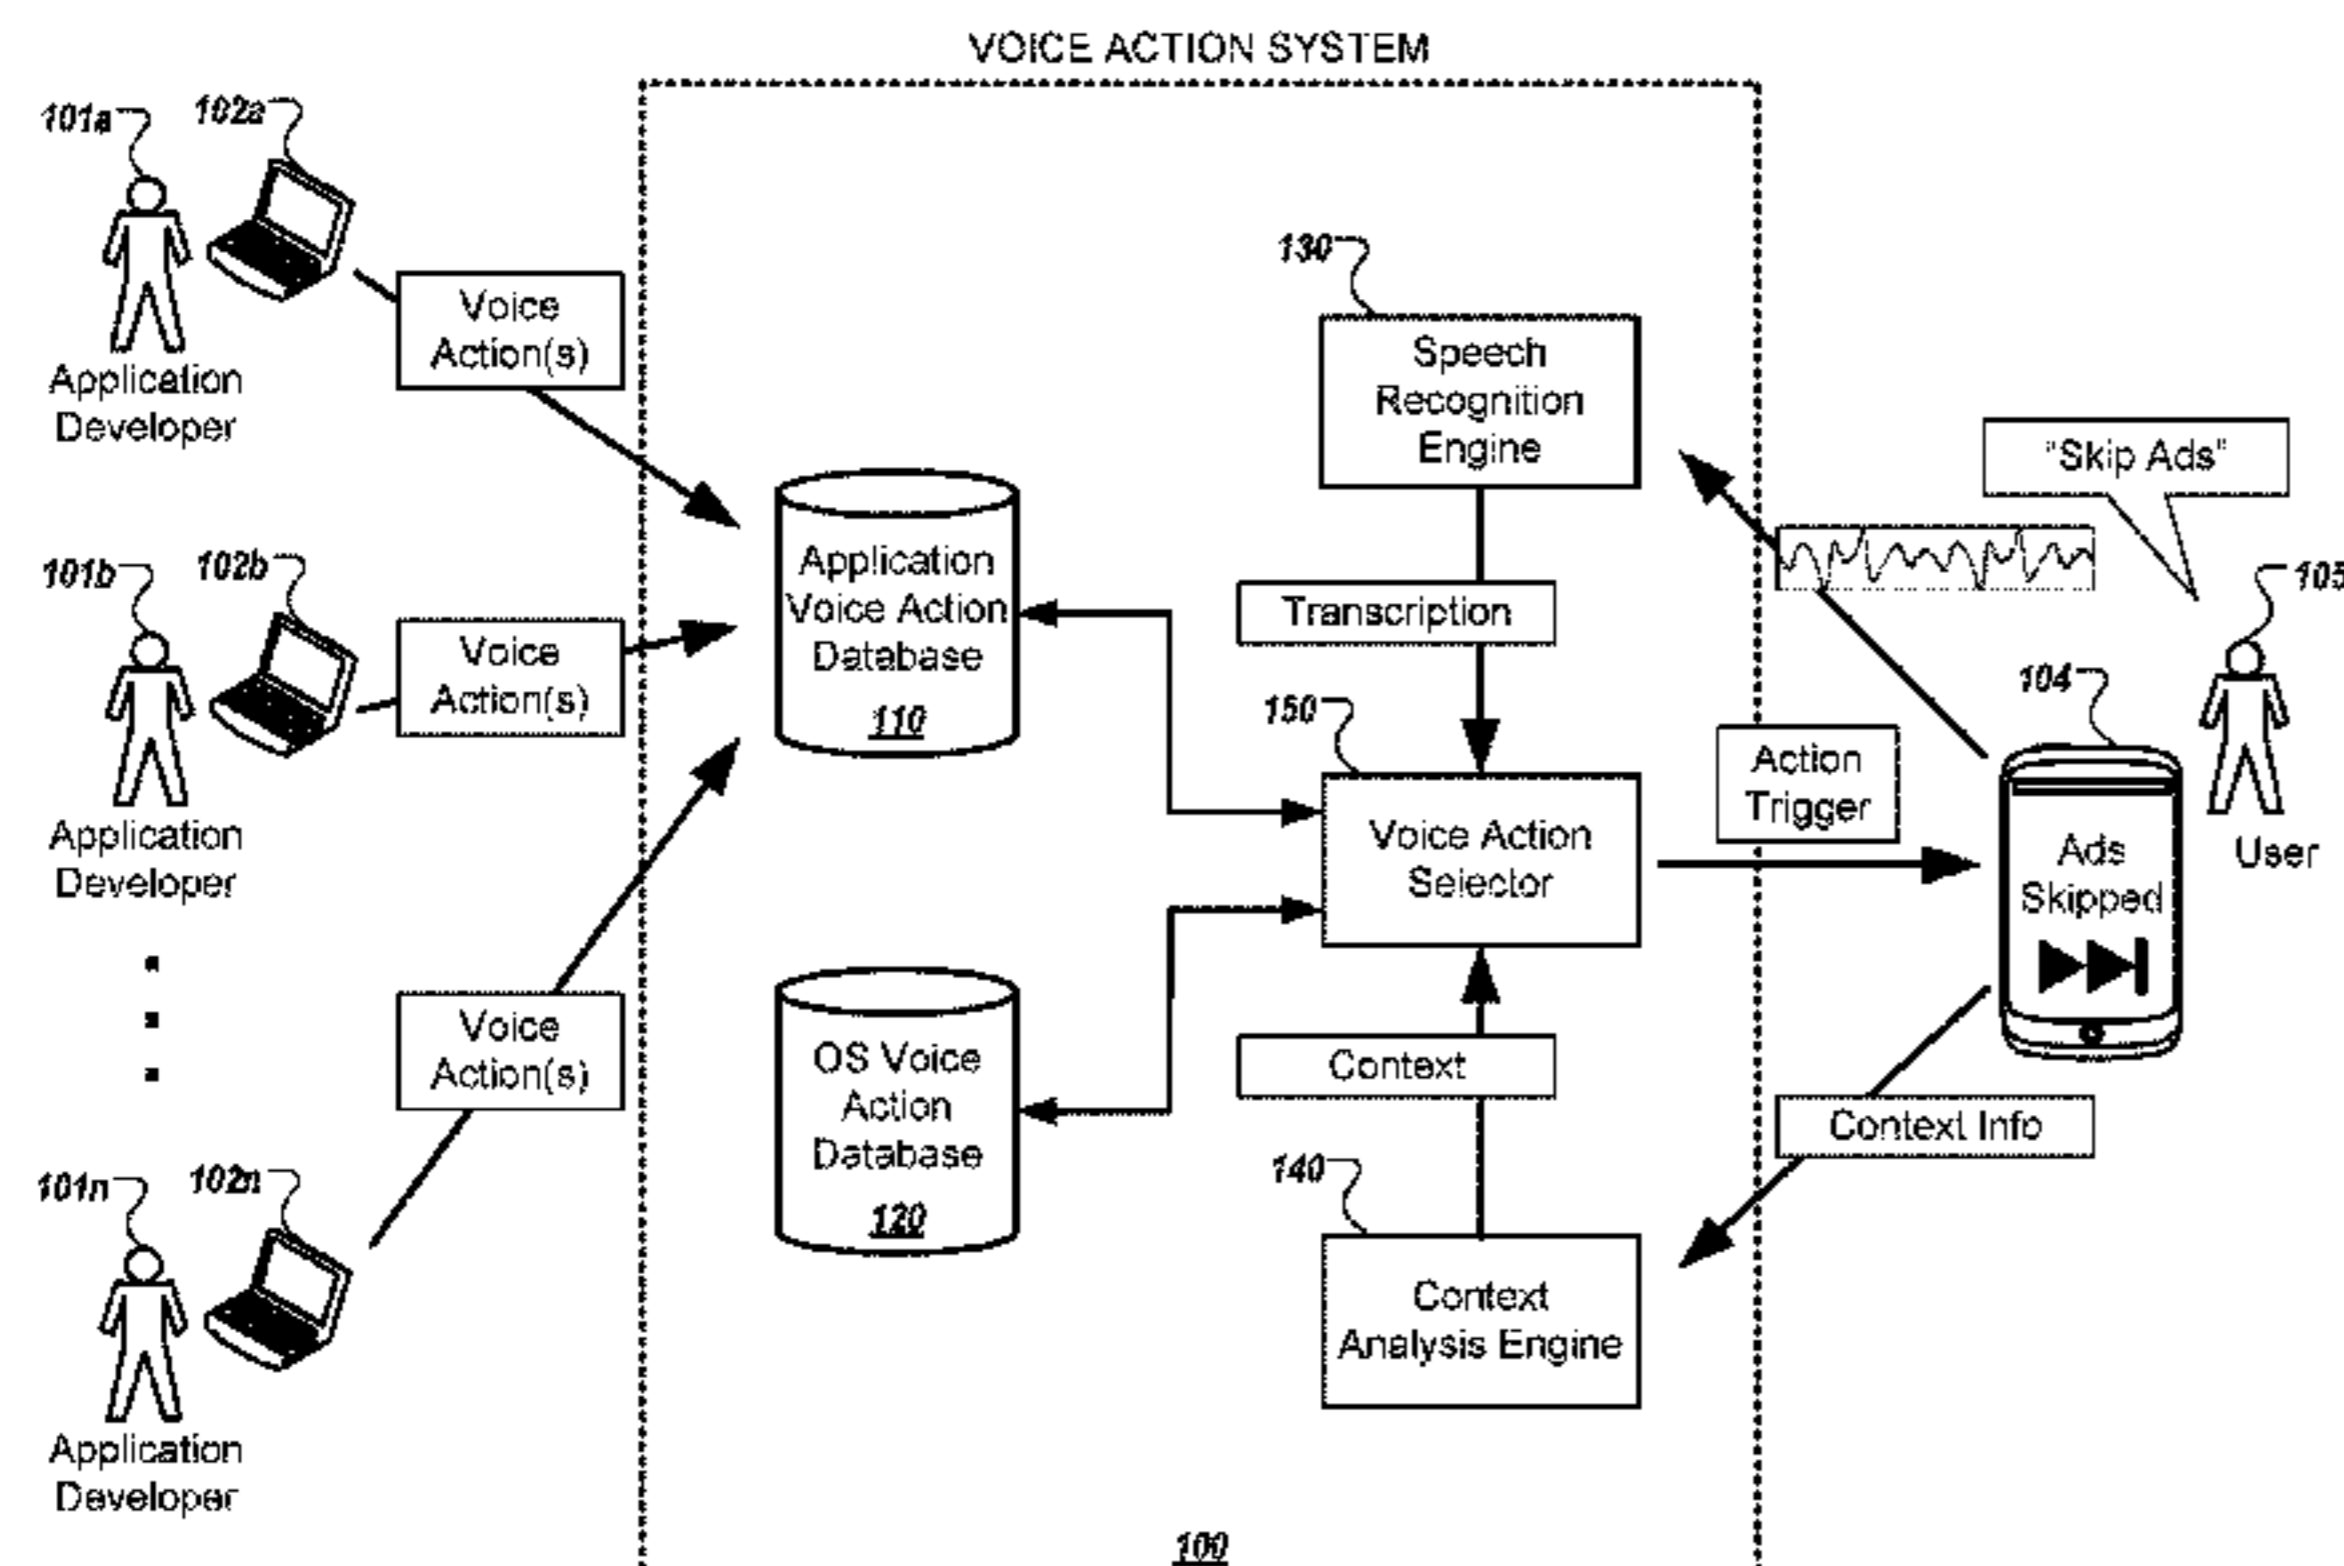 VOICE ACTION SYSTEM
101a
102a
Application
Developer
Voice
Action(s)
101b
102b
Application
Developer
Voice
Action(s)
101n
102n
Application
Developer
Voice
Action(s)
Application
Voice Action
Database
110
OS Voice
Action
Database
120
130
Speech
Recognition
Engine
Transcription
150
Voice Action
Selector
Context
140
Context
Analysis Engine
Action
Trigger
"Skip Ads"
105
User
104
Ads
Skipped
Context Info
100